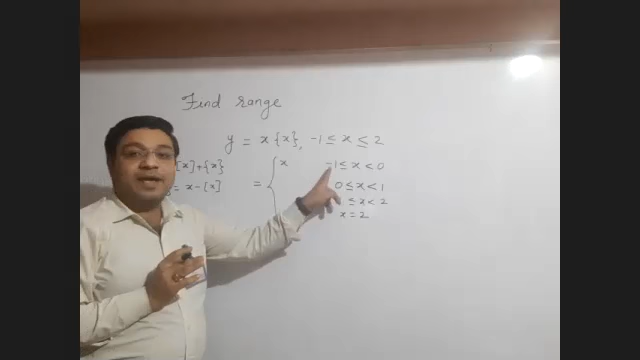 Find range
y = x {x}, -1 ≤ x ≤ 2
[x] + {x}
= x - [x]
= { x -1 ≤ x < 0
0 ≤ x < 1
≤ x < 2
x = 2